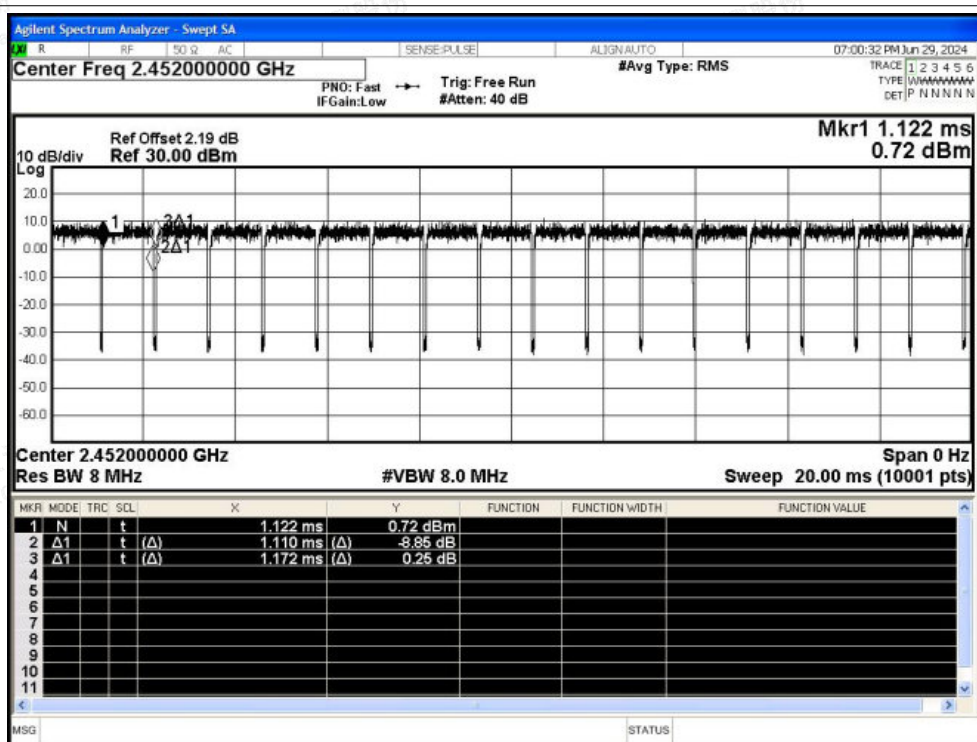 Agilent Spectrum Analyzer - Swept SA
LXI R RF 50 Ω AC SENSE:PULSE ALIGNAUTO 07:00:32 PM Jun 29, 2024
Center Freq 2.452000000 GHz #Avg Type: RMS TRACE 1 2 3 4 5 6
PNO: Fast Trig: Free Run TYPE
IFGain:Low #Atten: 40 dB DET P N N N N N
Mkr1 1.122 ms
Ref Offset 2.19 dB
10 dB/div Ref 30.00 dBm 0.72 dBm
Log
20.0
10.0
1 3Δ1
0.00
2Δ1
-10.0
-20.0
-30.0
-40.0
-50.0
-60.0
Center 2.452000000 GHz Span 0 Hz
Res BW 8 MHz #VBW 8.0 MHz Sweep 20.00 ms (10001 pts)
MKR MODE TRC SCL X Y FUNCTION FUNCTION WIDTH FUNCTION VALUE
1 N t 1.122 ms 0.72 dBm
2 Δ1 t (Δ) 1.110 ms (Δ) -8.85 dB
3 Δ1 t (Δ) 1.172 ms (Δ) 0.25 dB
4
5
6
7
8
9
10
11
MSG STATUS